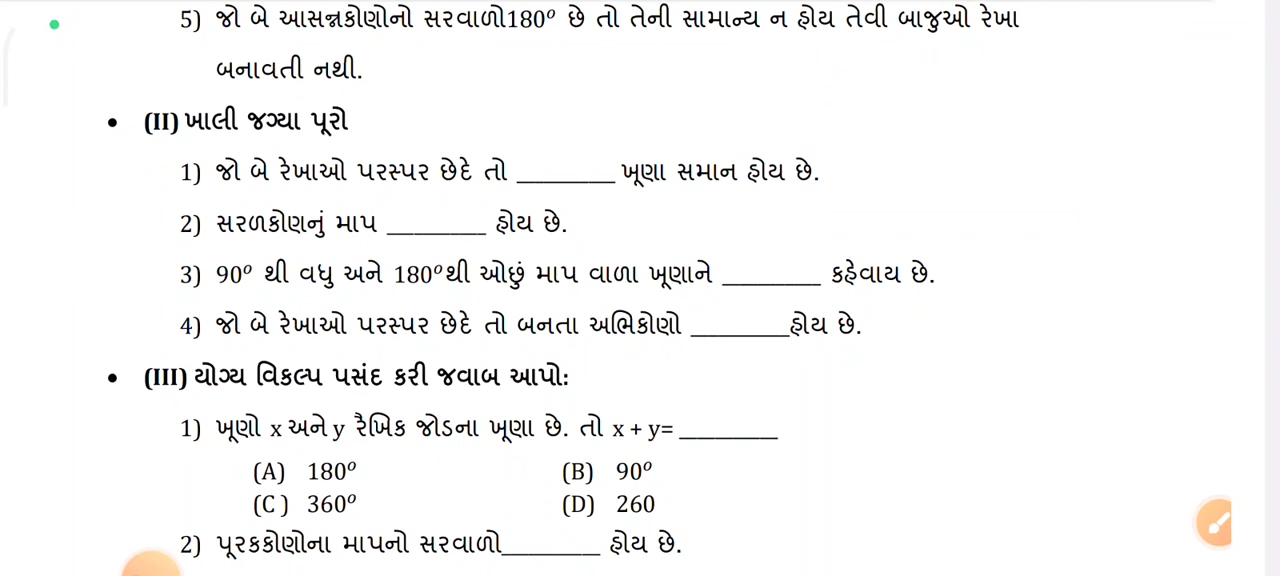 5) જો બે આસન્નકોણોનો સરવાળો180° છે તો તેની સામાન્ય ન હોય તેવી બાજુઓ રેખા
બનાવતી નથી.
• (II) ખાલી જગ્યા પૂરો
1) જો બે રેખાઓ પરસ્પર છેદે તો ________ ખૂણા સમાન હોય છે.
2) સરળકોણનું માપ ________ હોય છે.
3) 90° થી વધુ અને 180°થી ઓછું માપ વાળા ખૂણાને ________ કહેવાય છે.
4) જો બે રેખાઓ પરસ્પર છેદે તો બનતા અભિકોણો ________હોય છે.
• (III) યોગ્ય વિકલ્પ પસંદ કરી જવાબ આપો:
1) ખૂણો x અને y રૈખિક જોડના ખૂણા છે. તો x + y= ________
(A) 180° (B) 90°
(C ) 360° (D) 260
2) પૂરકકોણોના માપનો સરવાળો________ હોય છે.